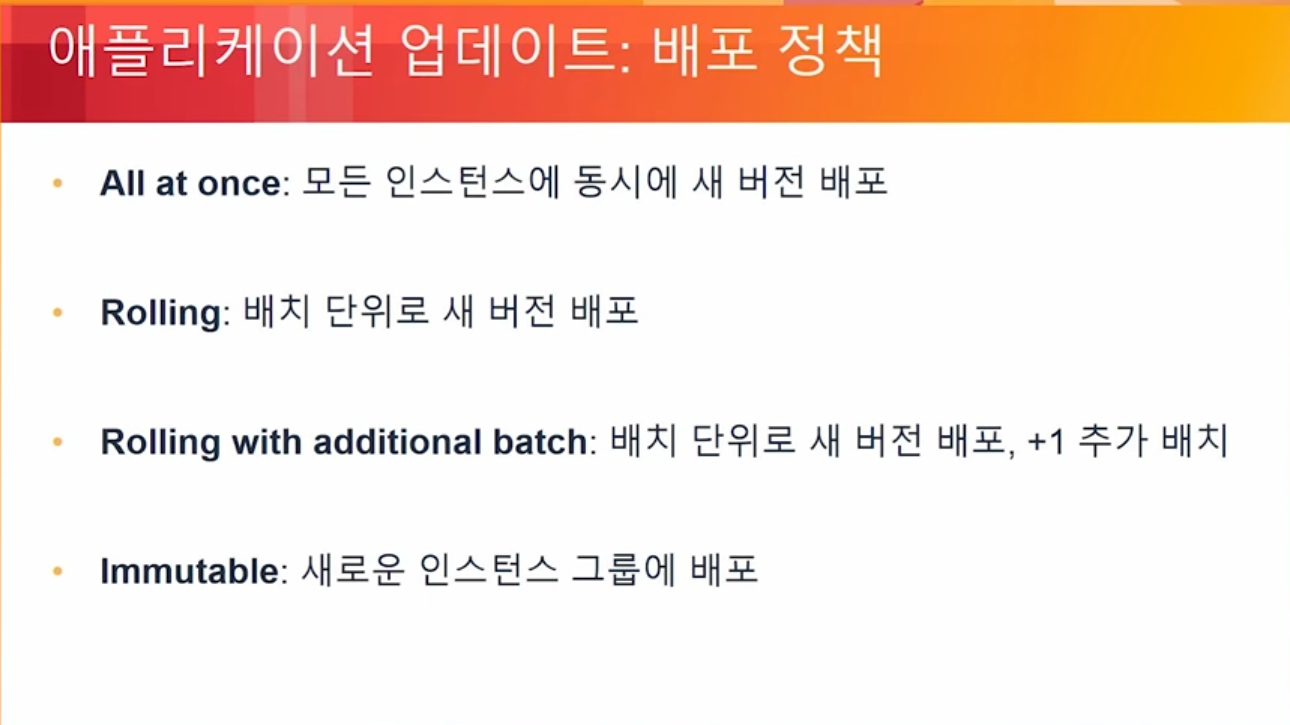 애플리케이션 업데이트: 배포 정책
• All at once: 모든 인스턴스에 동시에 새 버전 배포
• Rolling: 배치 단위로 새 버전 배포
• Rolling with additional batch: 배치 단위로 새 버전 배포, +1 추가 배치
• Immutable: 새로운 인스턴스 그룹에 배포